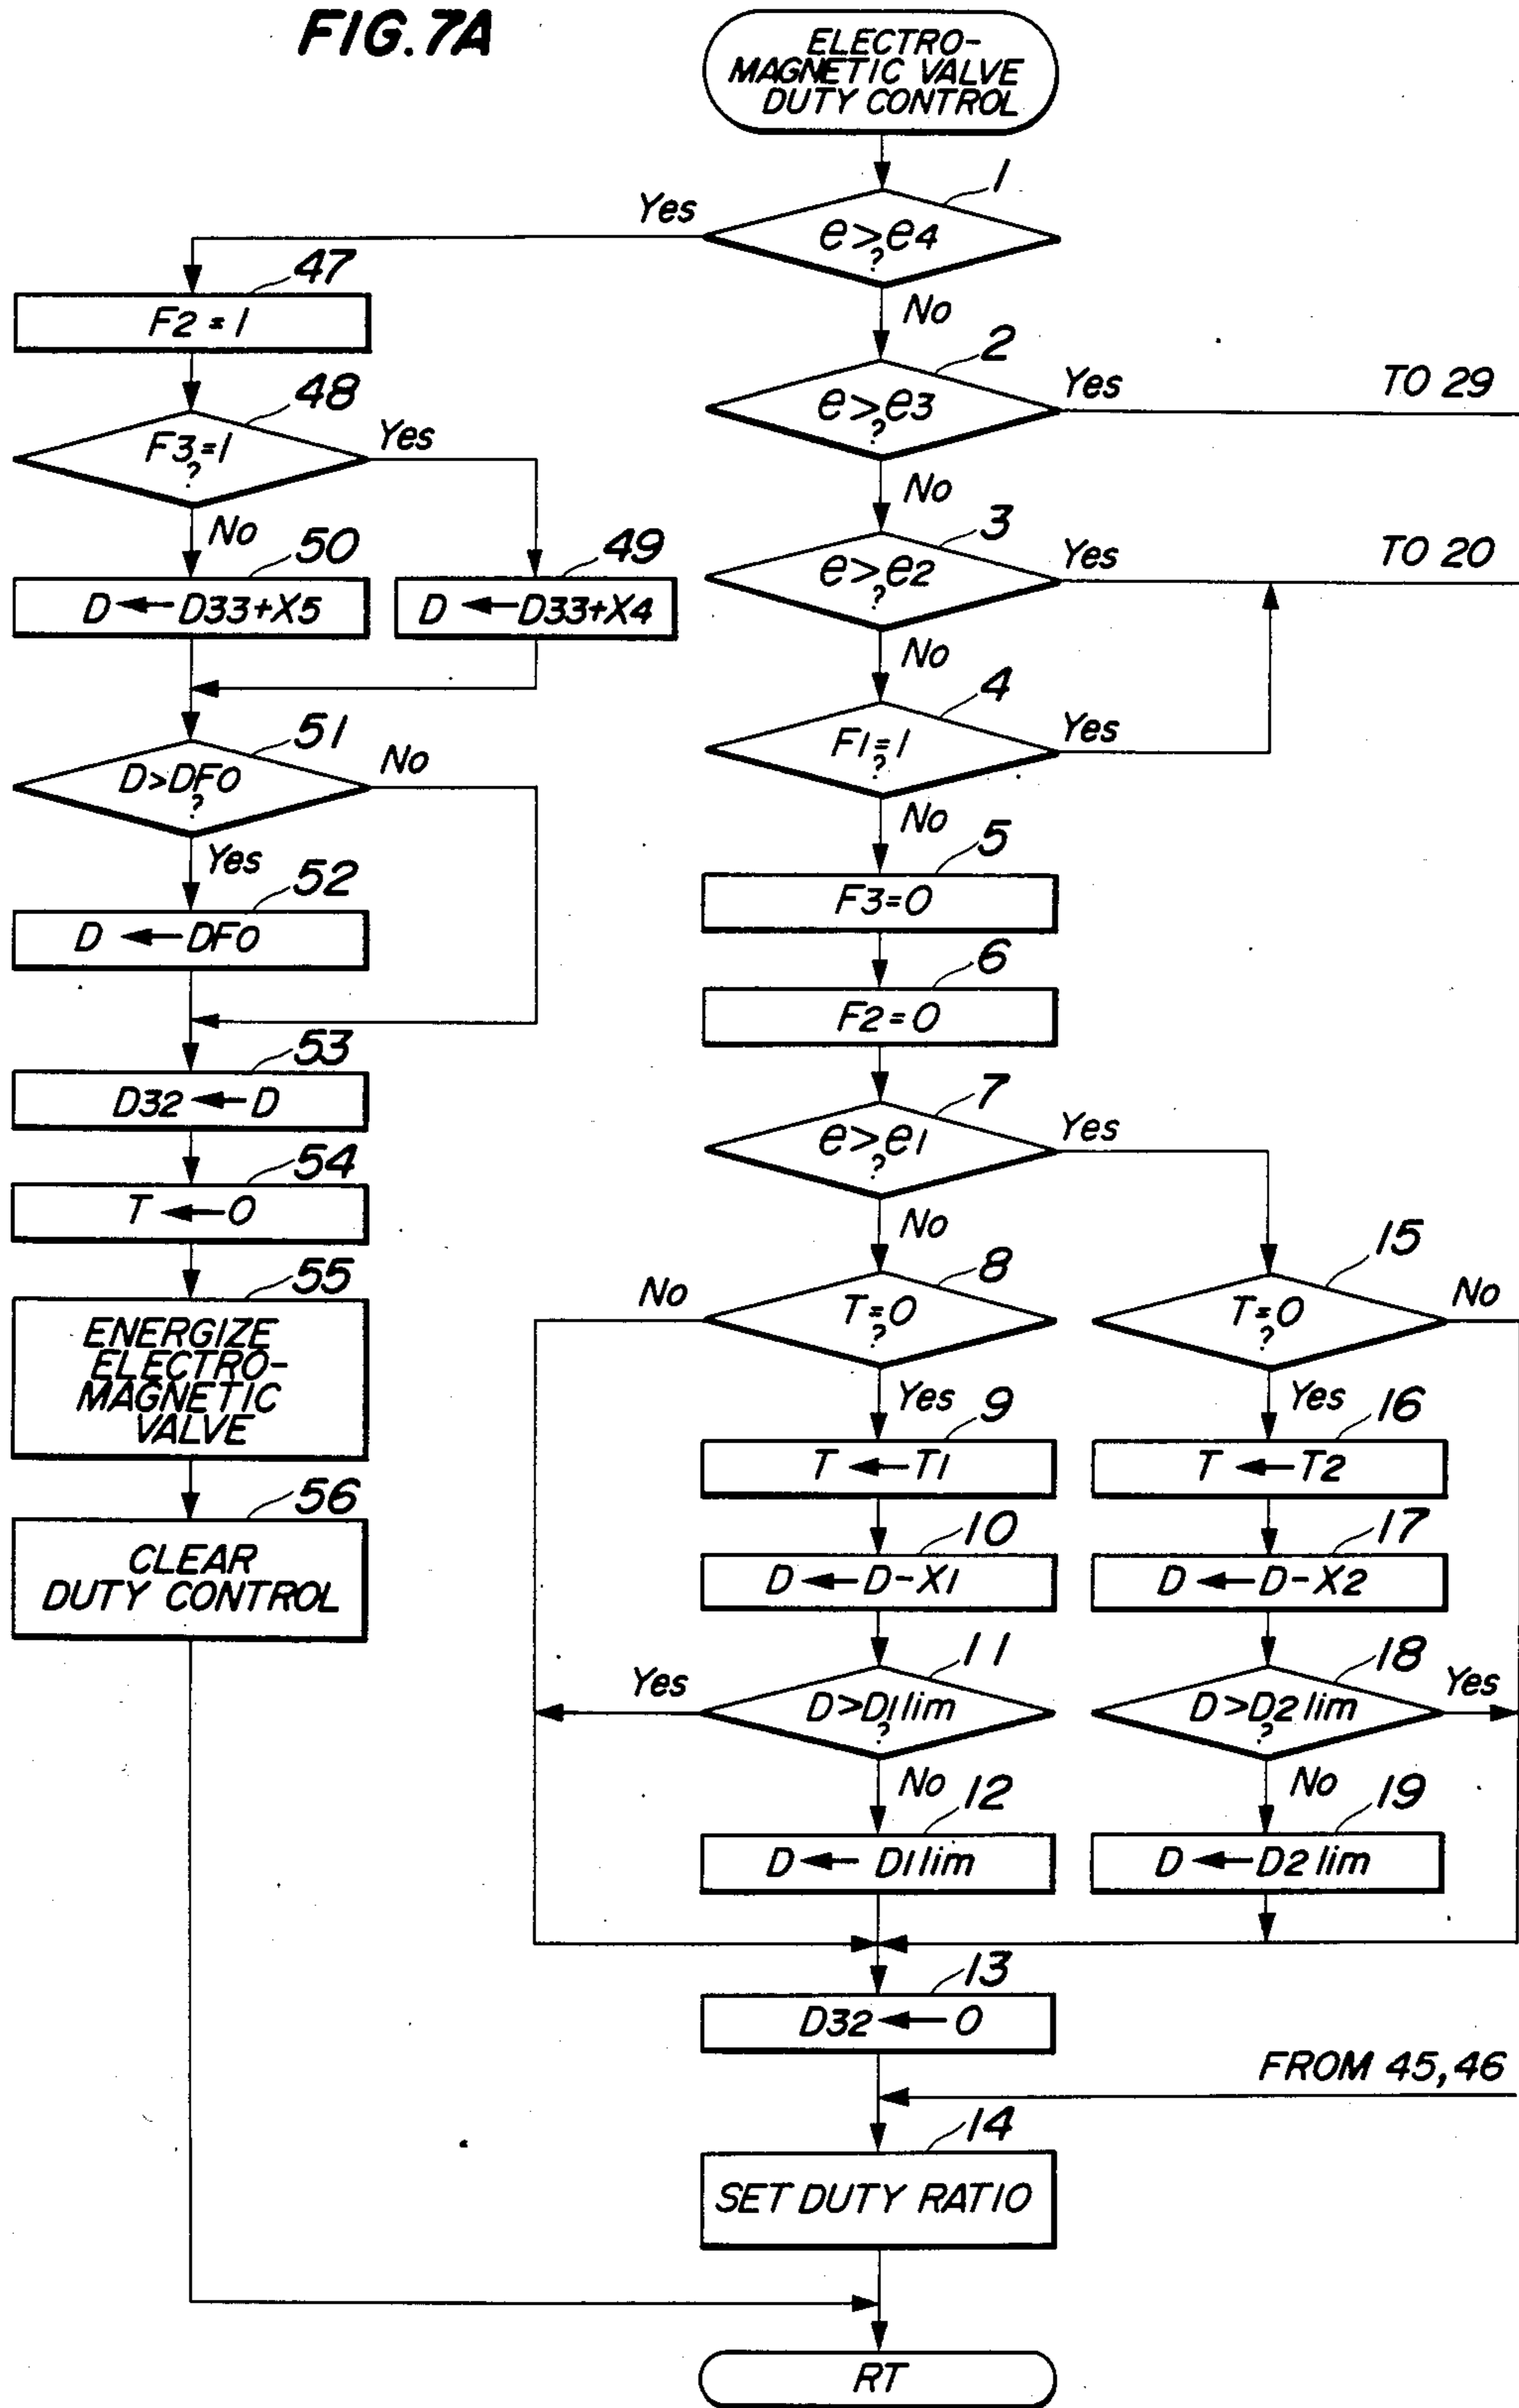 FIG.7A
ELECTRO-
MAGNETIC VALVE
DUTY CONTROL
1
e>e4
?
Yes
No
47
F2=1
48
F3=1
?
Yes
No
50
D←D33+X5
49
D←D33+X4
51
D>DFO
?
No
Yes
52
D←DFO
53
D32←D
54
T←0
55
ENERGIZE
ELECTRO-
MAGNETIC
VALVE
56
CLEAR
DUTY CONTROL
2
e>e3
?
Yes
TO 29
No
3
e>e2
?
Yes
TO 20
No
4
F1=1
?
Yes
No
5
F3=0
6
F2=0
7
e>e1
?
Yes
No
8
T=0
?
No
Yes
9
T←T1
10
D←D-X1
11
D>D1lim
?
Yes
No
12
D←D1lim
15
T=0
?
No
Yes
16
T←T2
17
D←D-X2
18
D>D2lim
?
Yes
No
19
D←D2lim
13
D32←0
FROM 45,46
14
SET DUTY RATIO
RT